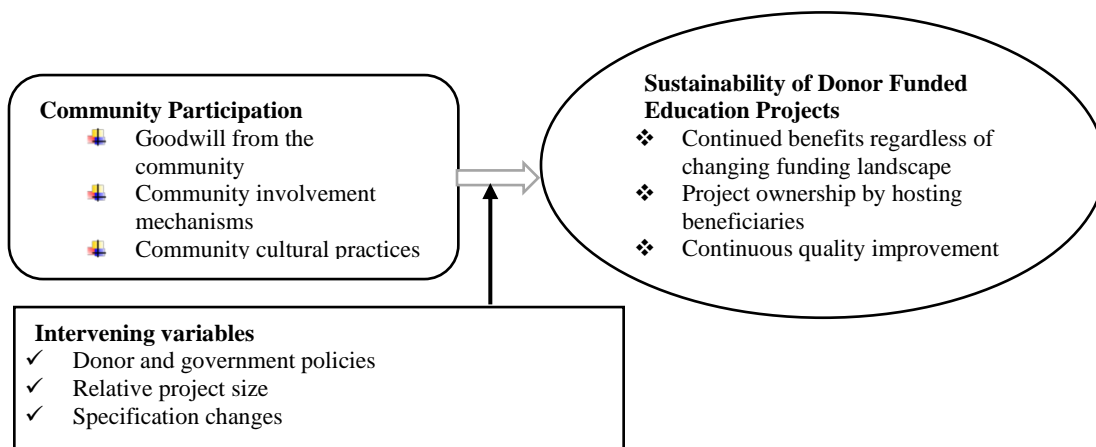 Community Participation
Goodwill from the
community
Community involvement
mechanisms
Community cultural practices
Sustainability of Donor Funded
Education Projects
Continued benefits regardless of
changing funding landscape
Project ownership by hosting
beneficiaries
Continuous quality improvement
Intervening variables
Donor and government policies
Relative project size
Specification changes